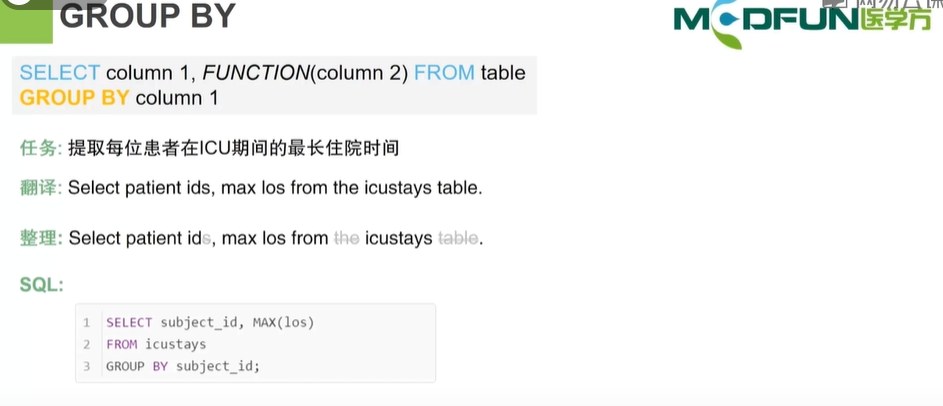 GROUP BY
MEDFUN医学方
SELECT column 1, FUNCTION(column 2) FROM table
GROUP BY column 1
任务: 提取每位患者在ICU期间的最长住院时间
翻译: Select patient ids, max los from the icustays table.
整理: Select patient ids, max los from the icustays table.
SQL:
1 SELECT subject_id, MAX(los)
2 FROM icustays
3 GROUP BY subject_id;